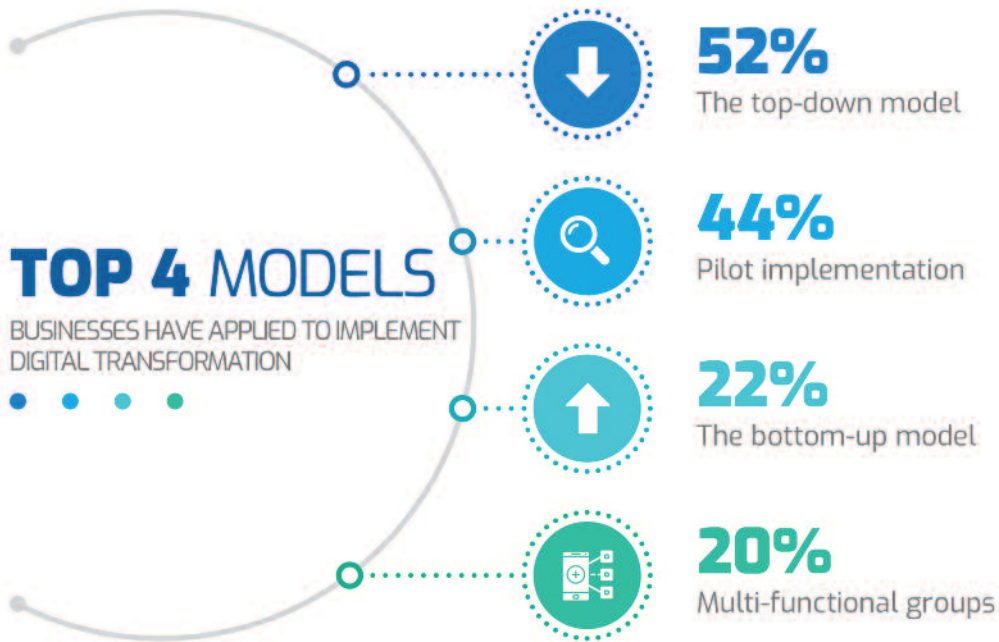 TOP 4 MODELS
BUSINESSES HAVE APPLIED TO IMPLEMENT
DIGITAL TRANSFORMATION
52%
The top-down model
44%
Pilot implementation
22%
The bottom-up model
20%
Multi-functional groups